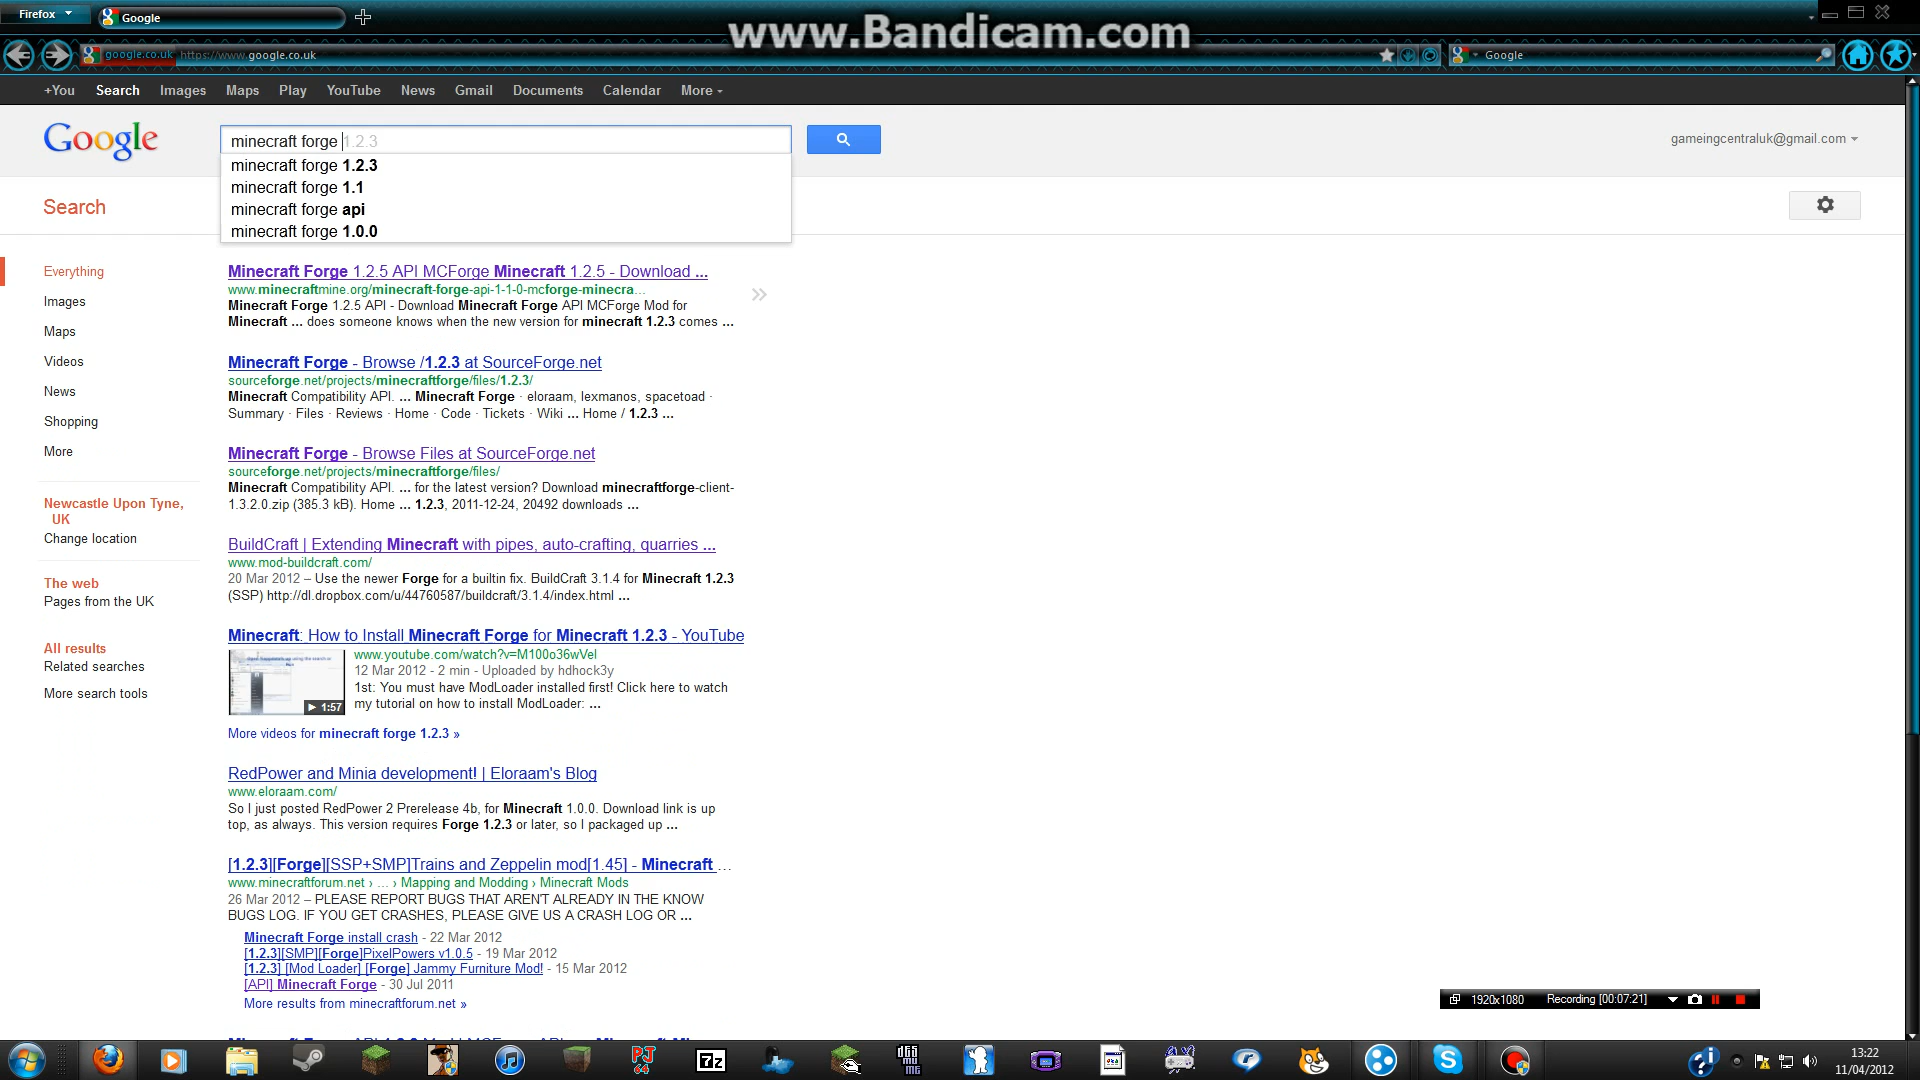 Firefox
Google
www.Bandicam.com
google.co.uk https://www.google.co.uk
Google
+You Search Images Maps Play YouTube News Gmail Documents Calendar More
Google
minecraft forge 1.2.3
gameingcentraluk@gmail.com
minecraft forge 1.2.3
minecraft forge 1.1
minecraft forge api
minecraft forge 1.0.0
Search
Everything
Images
Maps
Videos
News
Shopping
More
Newcastle Upon Tyne,
UK
Change location
The web
Pages from the UK
All results
Related searches
More search tools
Minecraft Forge 1.2.5 API MCForge Minecraft 1.2.5 - Download ...
www.minecraftmine.org/minecraft-forge-api-1-1-0-mcforge-minecra...
Minecraft Forge 1.2.5 API - Download Minecraft Forge API MCForge Mod for
Minecraft ... does someone knows when the new version for minecraft 1.2.3 comes ...
Minecraft Forge - Browse /1.2.3 at SourceForge.net
sourceforge.net/projects/minecraftforge/files/1.2.3/
Minecraft Compatibility API. ... Minecraft Forge · eloraam, lexmanos, spacetoad ·
Summary · Files · Reviews · Home · Code · Tickets · Wiki ... Home / 1.2.3 ...
Minecraft Forge - Browse Files at SourceForge.net
sourceforge.net/projects/minecraftforge/files/
Minecraft Compatibility API. ... for the latest version? Download minecraftforge-client-
1.3.2.0.zip (385.3 kB). Home ... 1.2.3, 2011-12-24, 20492 downloads ...
BuildCraft | Extending Minecraft with pipes, auto-crafting, quarries ...
www.mod-buildcraft.com/
20 Mar 2012 – Use the newer Forge for a builtin fix. BuildCraft 3.1.4 for Minecraft 1.2.3
(SSP) http://dl.dropbox.com/u/44760587/buildcraft/3.1.4/index.html ...
Minecraft: How to Install Minecraft Forge for Minecraft 1.2.3 - YouTube
www.youtube.com/watch?v=M100o36wVeI
12 Mar 2012 - 2 min - Uploaded by hdhock3y
1st: You must have ModLoader installed first! Click here to watch
my tutorial on how to install ModLoader: ...
1:57
More videos for minecraft forge 1.2.3 »
RedPower and Minia development! | Eloraam's Blog
www.eloraam.com/
So I just posted RedPower 2 Prerelease 4b, for Minecraft 1.0.0. Download link is up
top, as always. This version requires Forge 1.2.3 or later, so I packaged up ...
[1.2.3][Forge][SSP+SMP]Trains and Zeppelin mod[1.45] - Minecraft ...
www.minecraftforum.net › ... › Mapping and Modding › Minecraft Mods
26 Mar 2012 – PLEASE REPORT BUGS THAT AREN'T ALREADY IN THE KNOW
BUGS LOG. IF YOU GET CRASHES, PLEASE GIVE US A CRASH LOG OR ...
Minecraft Forge install crash - 22 Mar 2012
[1.2.3][SMP][Forge]PixelPowers v1.0.5 - 19 Mar 2012
[1.2.3] [Mod Loader] [Forge] Jammy Furniture Mod! - 15 Mar 2012
[API] Minecraft Forge - 30 Jul 2011
More results from minecraftforum.net »
1920x1080 Recording [00:07:21]
PJ
64
7z
13:22
11/04/2012